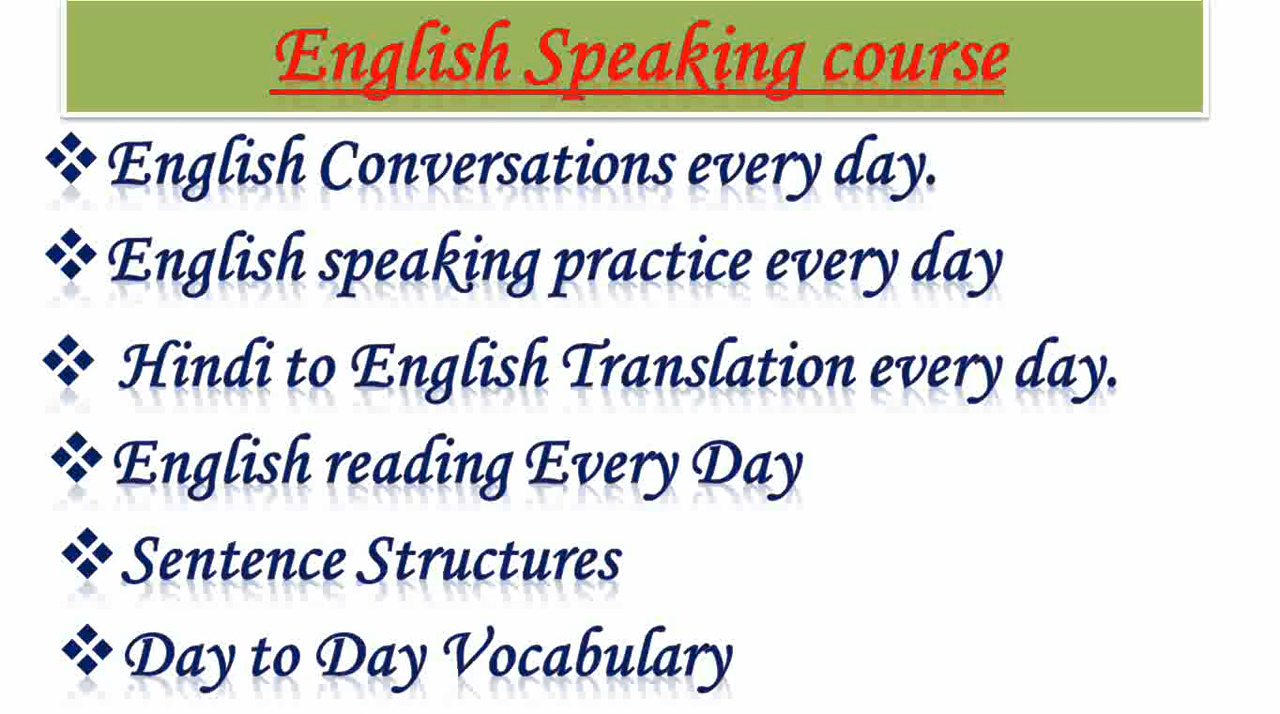 English Speaking course
English Conversations every day.
English speaking practice every day
Hindi to English Translation every day.
English reading Every Day
Sentence Structures
Day to Day Vocabulary